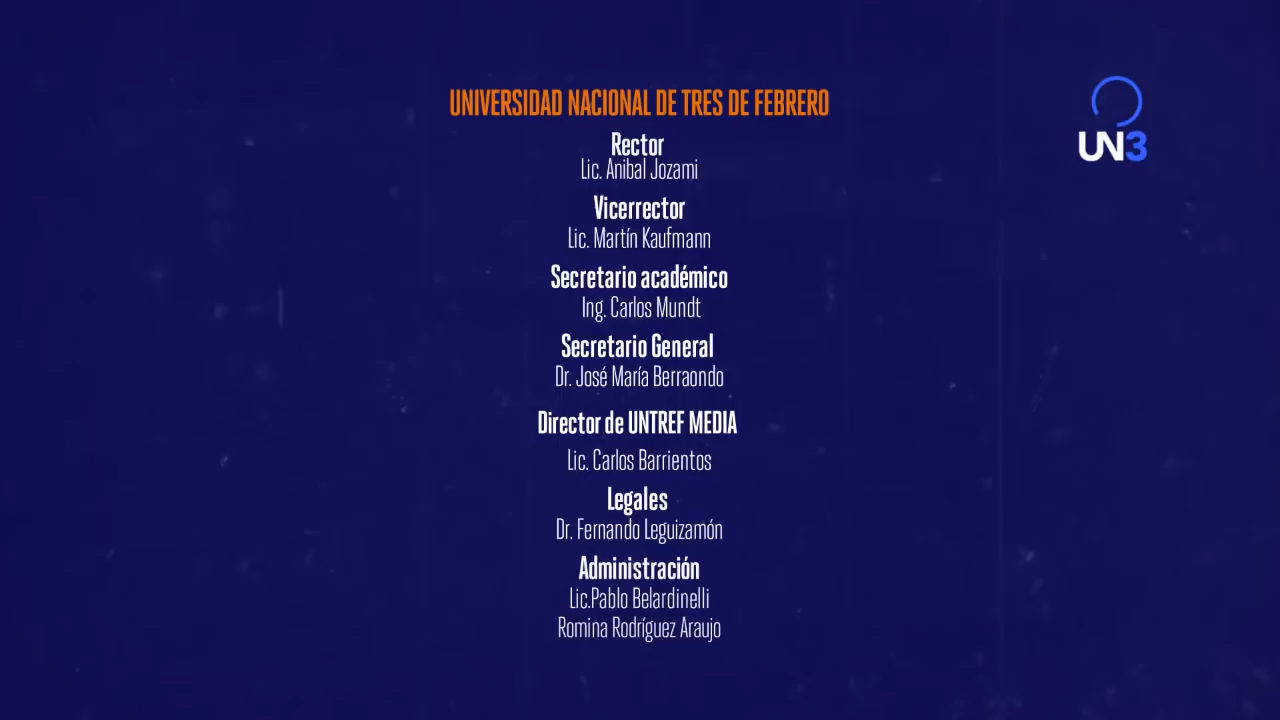 UNIVERSIDAD NACIONAL DE TRES DE FEBRERO
Rector
Lic. Anibal Jozami
Vicerrector
Lic. Martín Kaufmann
Secretario académico
Ing. Carlos Mundt
Secretario General
Dr. José María Berraondo
Director de UNTREF MEDIA
Lic. Carlos Barrientos
Legales
Dr. Fernando Leguizamón
Administración
Lic.Pablo Belardinelli
Romina Rodríguez Araujo
UN3